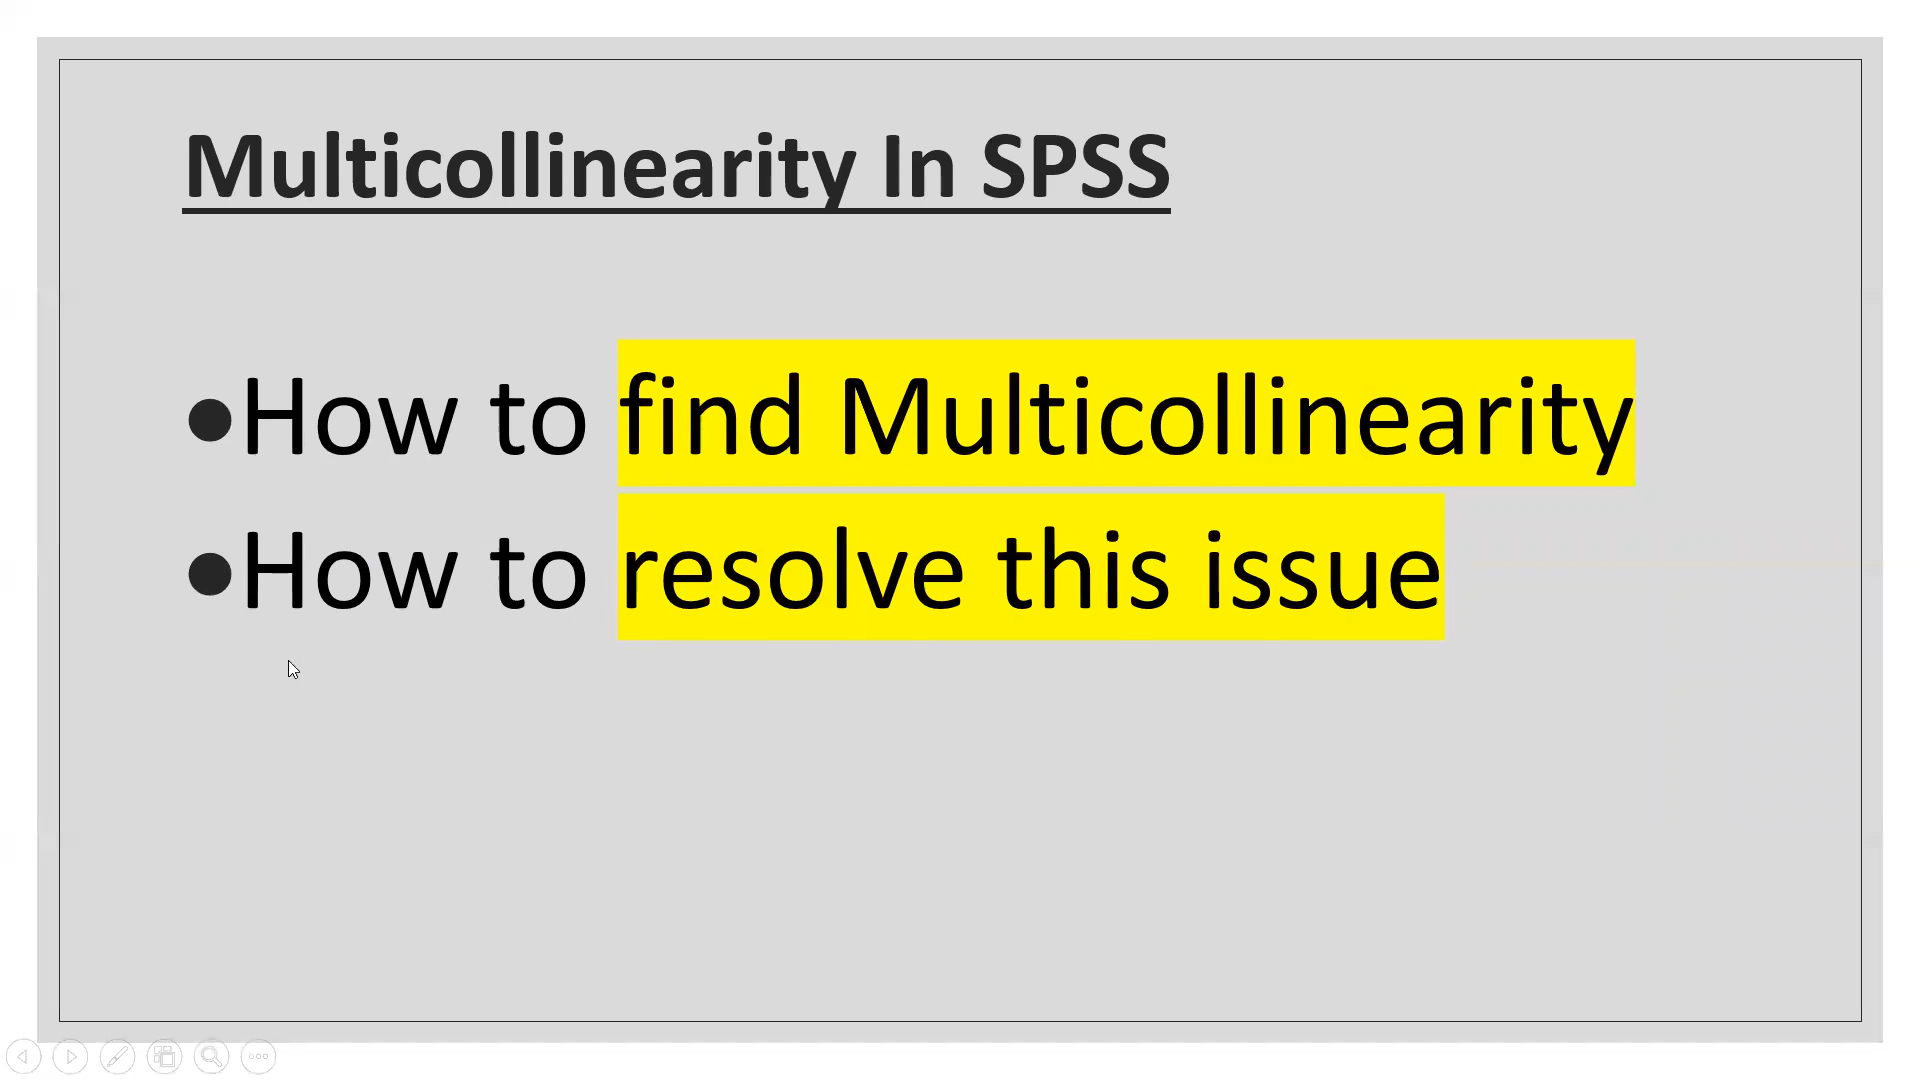 Multicollinearity In SPSS
•How to find Multicollinearity
•How to resolve this issue